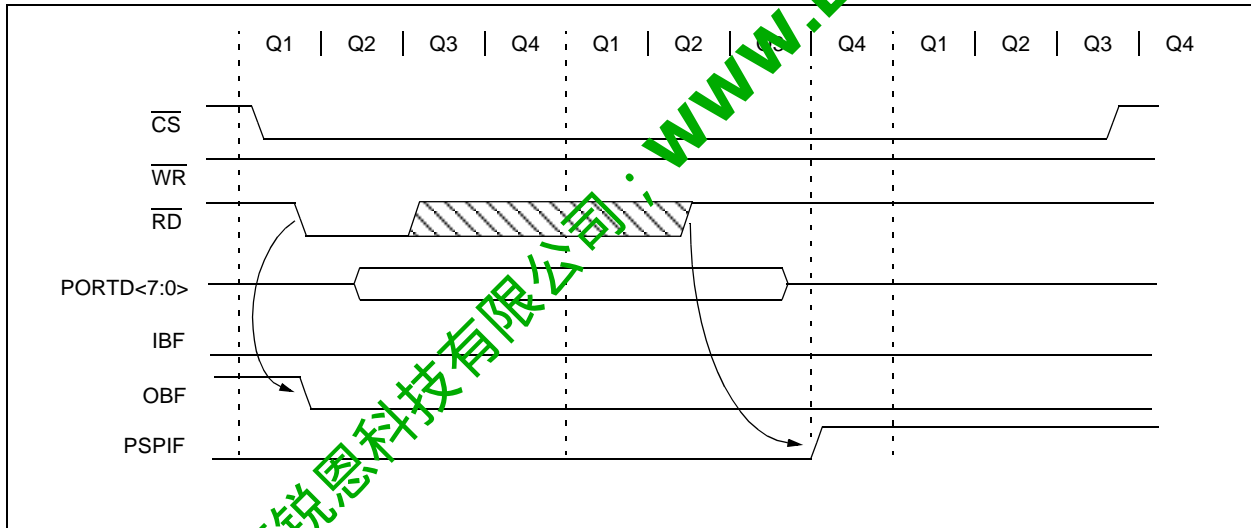 Q1 | Q2 | Q3 | Q4 | Q1 | Q2 | Q3 | Q4 | Q1 | Q2 | Q3 | Q4
CS
WR
RD
PORTD<7:0>
IBF
OBF
PSPIF
锐恩科技有限公司; www.